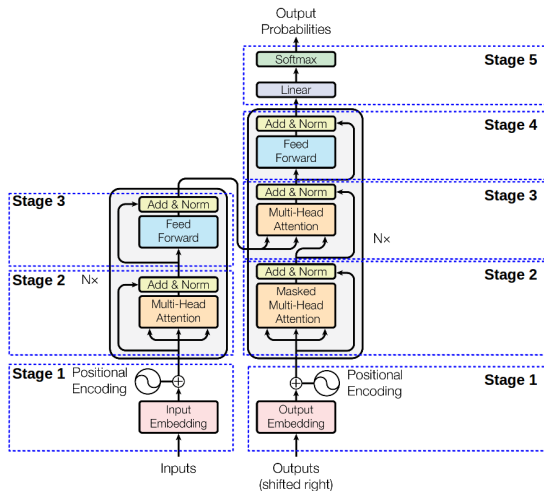 Output
Probabilities
Softmax
Stage 5
Linear
Add & Norm
Stage 4
Feed
Forward
Stage 3
Add & Norm
Stage 3
Add & Norm
Multi-Head
Attention
Feed
Forward
N×
Stage 2
Add & Norm
Stage 2
N×
Add & Norm
Multi-Head
Attention
Masked
Multi-Head
Attention
Stage 1
Positional
Encoding
Positional
Encoding
Stage 1
Input
Embedding
Output
Embedding
Inputs
Outputs
(shifted right)